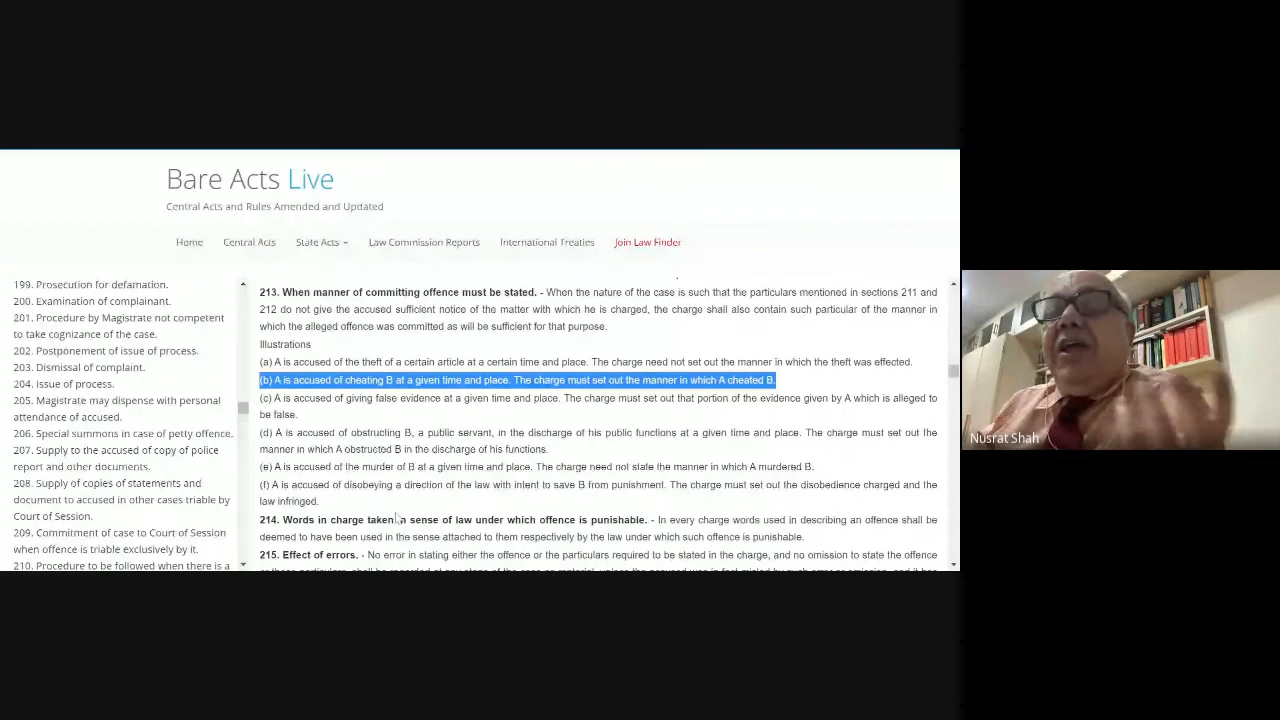 Bare Acts Live
Central Acts and Rules Amended and Updated
Home Central Acts State Acts Law Commission Reports International Treaties Join Law Finder
199. Prosecution for defamation.
200. Examination of complainant.
201. Procedure by Magistrate not competent
to take cognizance of the case.
202. Postponement of issue of process.
203. Dismissal of complaint.
204. Issue of process.
205. Magistrate may dispense with personal
attendance of accused.
206. Special summons in case of petty offence.
207. Supply to the accused of copy of police
report and other documents.
208. Supply of copies of statements and
document to accused in other cases triable by
Court of Session.
209. Commitment of case to Court of Session
when offence is triable exclusively by it.
210. Procedure to be followed when there is a
213. When manner of committing offence must be stated. - When the nature of the case is such that the particulars mentioned in sections 211 and
212 do not give the accused sufficient notice of the matter with which he is charged, the charge shall also contain such particular of the manner in
which the alleged offence was committed as will be sufficient for that purpose.
Illustrations
(a) A is accused of the theft of a certain article at a certain time and place. The charge need not set out the manner in which the theft was effected.
(b) A is accused of cheating B at a given time and place. The charge must set out the manner in which A cheated B.
(c) A is accused of giving false evidence at a given time and place. The charge must set out that portion of the evidence given by A which is alleged to
be false.
(d) A is accused of obstructing B, a public servant, in the discharge of his public functions at a given time and place. The charge must set out the
manner in which A obstructed B in the discharge of his functions.
(e) A is accused of the murder of B at a given time and place. The charge need not state the manner in which A murdered B.
(f) A is accused of disobeying a direction of the law with intent to save B from punishment. The charge must set out the disobedience charged and the
law infringed.
214. Words in charge taken in sense of law under which offence is punishable. - In every charge words used in describing an offence shall be
deemed to have been used in the sense attached to them respectively by the law under which such offence is punishable.
215. Effect of errors. - No error in stating either the offence or the particulars required to be stated in the charge, and no omission to state the offence
Nusrat Shah